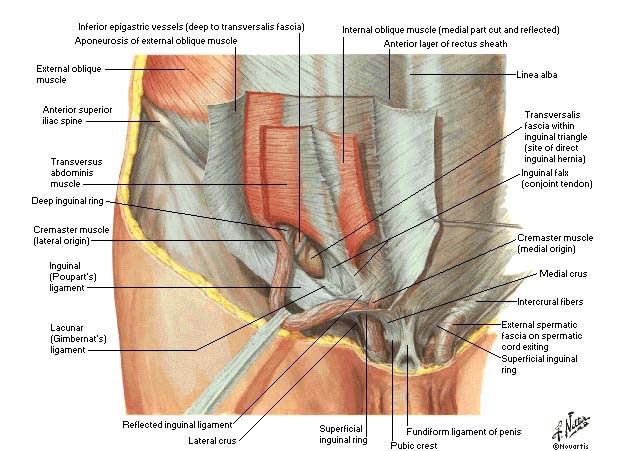 Inferior epigastric vessels (deep to transversalis fascia)
Aponeurosis of external oblique muscle
Internal oblique muscle (medial part cut and reflected)
Anterior layer of rectus sheath
External oblique
muscle
Linea alba
Anterior superior
iliac spine
Transversalis
fascia within
inguinal triangle
(site of direct
inguinal hernia)
Transversus
abdominis
muscle
Inguinal falx
(conjoint tendon)
Deep inguinal ring
Cremaster muscle
(lateral origin)
Cremaster muscle
(medial origin)
Inguinal
(Poupart's)
ligament
Medial crus
Intercrural fibers
Lacunar
(Gimbernat's)
ligament
External spermatic
fascia on spermatic
cord exiting
Superficial inguinal
ring
Reflected inguinal ligament
Lateral crus
Superficial
inguinal ring
Fundiform ligament of penis
Pubic crest
F. Netter
©Novartis